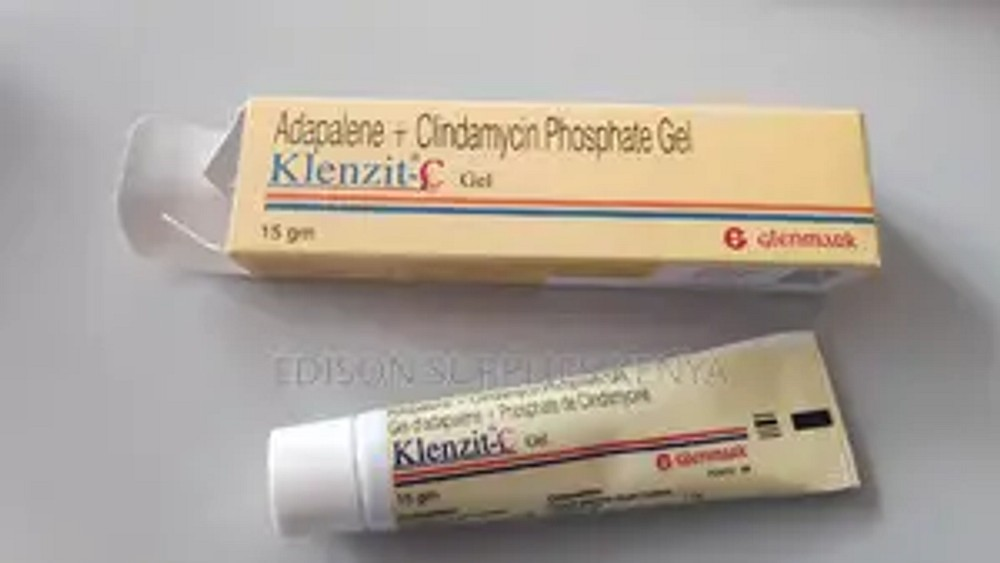 Adapalene + Clindamycin Phosphate Gel
Klenzit®-C Gel
15 gm
Glenmark
EDISON SUPPLIES KENYA
Gel d'adapalène + Phosphate de Clindamycine
Klenzit®-C Gel
Glenmark
15 gm